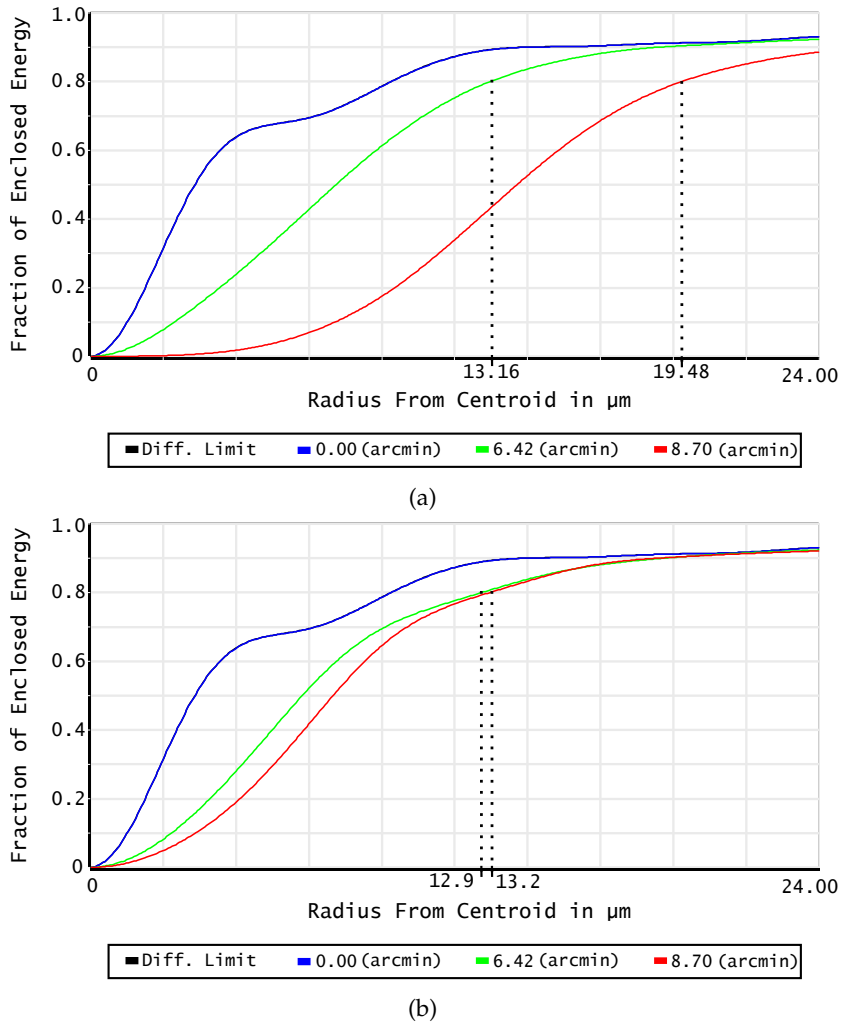 (a)
Fraction of Enclosed Energy
1.0
0.8
0.6
0.4
0.2
0
0
13.16
19.48
24.00
Radius From Centroid in µm
Diff. Limit 0.00 (arcmin) 6.42 (arcmin) 8.70 (arcmin)
(a)
Fraction of Enclosed Energy
1.0
0.8
0.6
0.4
0.2
0
0
12.9
13.2
24.00
Radius From Centroid in µm
Diff. Limit 0.00 (arcmin) 6.42 (arcmin) 8.70 (arcmin)
(b)